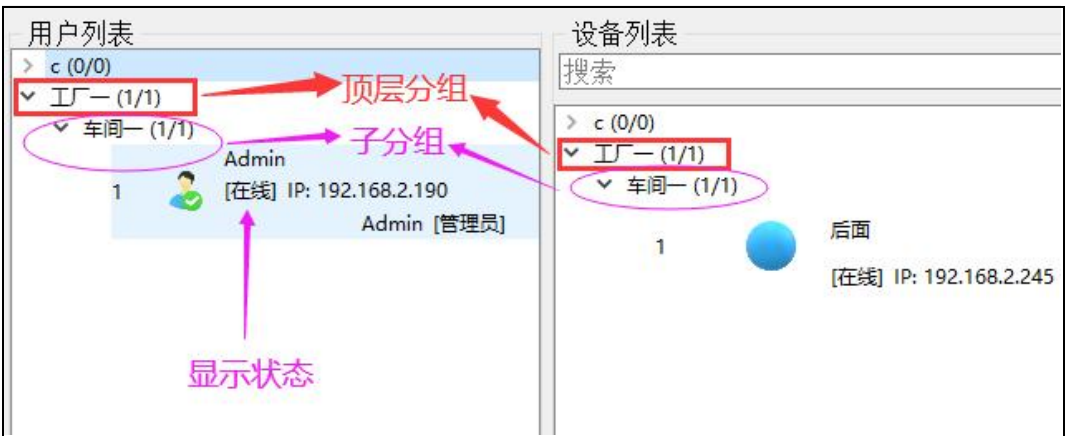 用户列表
c (0/0)
工厂一 (1/1)
车间一 (1/1)
1
Admin
[在线] IP: 192.168.2.190
Admin [管理员]
顶层分组
子分组
显示状态
设备列表
搜索
c (0/0)
工厂一 (1/1)
车间一 (1/1)
1
后面
[在线] IP: 192.168.2.245